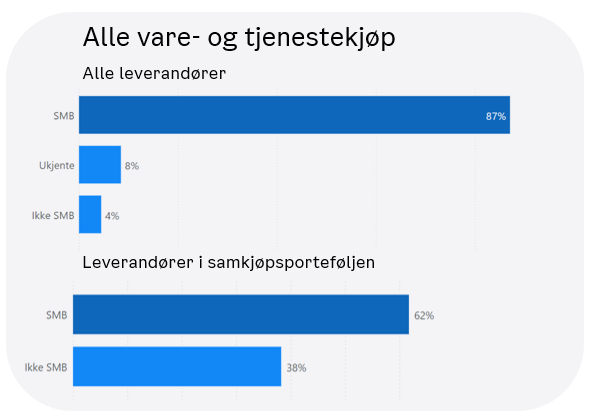 Alle vare- og tjenestekjøp
Alle leverandører
SMB 87%
Ukjente 8%
Ikke SMB 4%
Leverandører i samkjøpsporteføljen
SMB 62%
Ikke SMB 38%